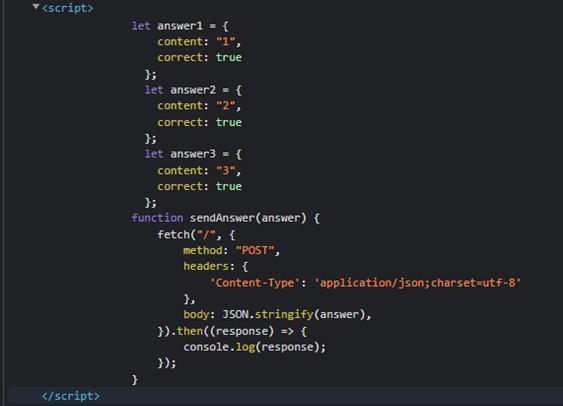 <script>
let answer1 = {
content: "1",
correct: true
};
let answer2 = {
content: "2",
correct: true
};
let answer3 = {
content: "3",
correct: true
};
function sendAnswer(answer) {
fetch("/", {
method: "POST",
headers: {
'Content-Type': 'application/json;charset=utf-8'
},
body: JSON.stringify(answer),
}).then((response) => {
console.log(response);
});
}
</script>